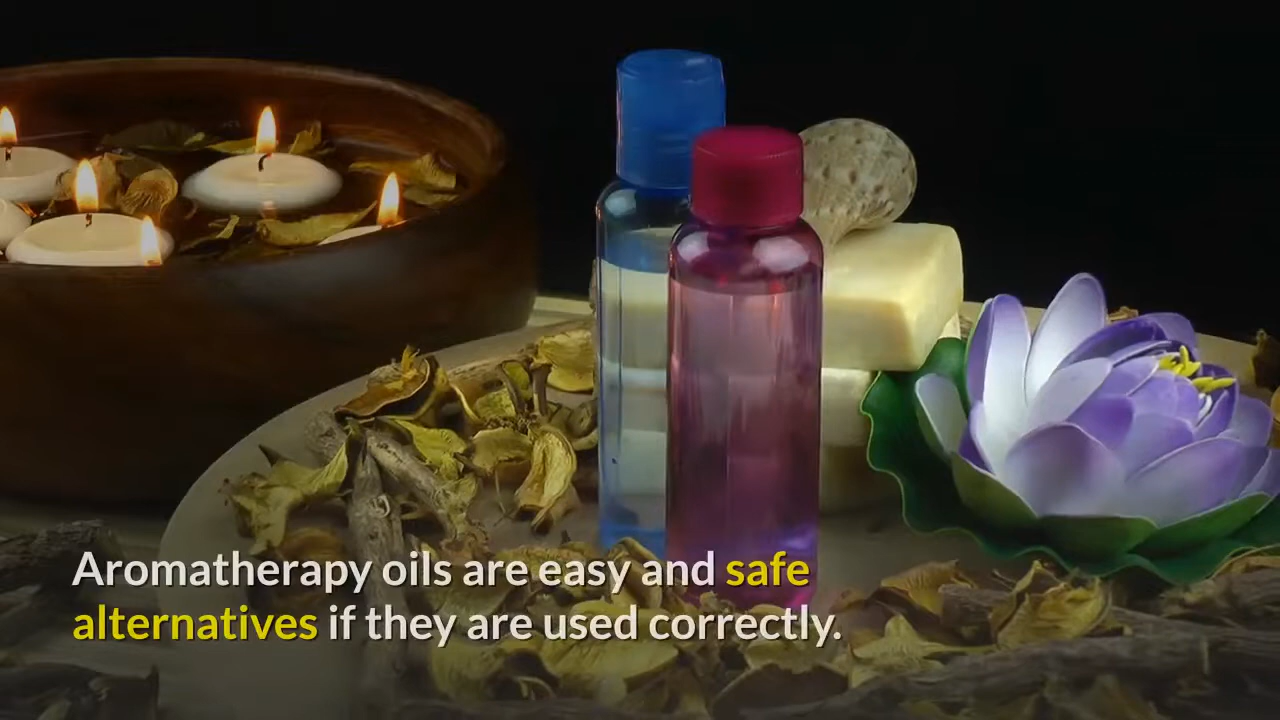 Aromatherapy oils are easy and safe
alternatives if they are used correctly.